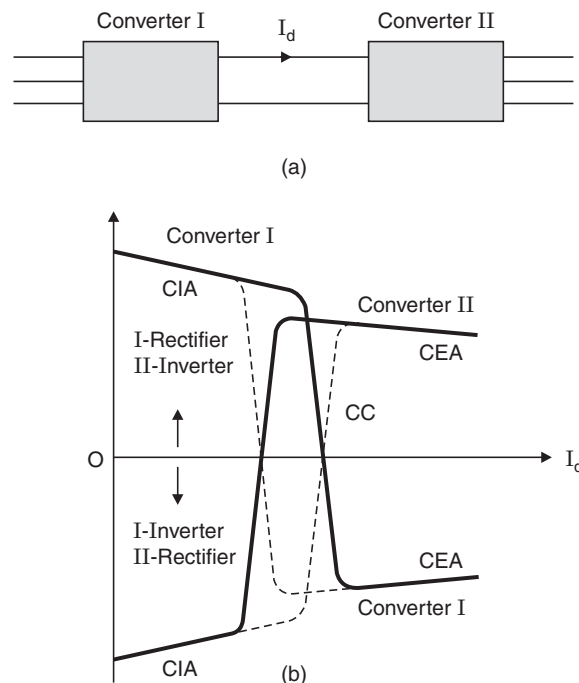 Converter I
I_d
Converter II
(a)
Converter I
CIA
Converter II
I-Rectifier
II-Inverter
CEA
CC
O
I_d
I-Inverter
II-Rectifier
CEA
Converter I
CIA
(b)